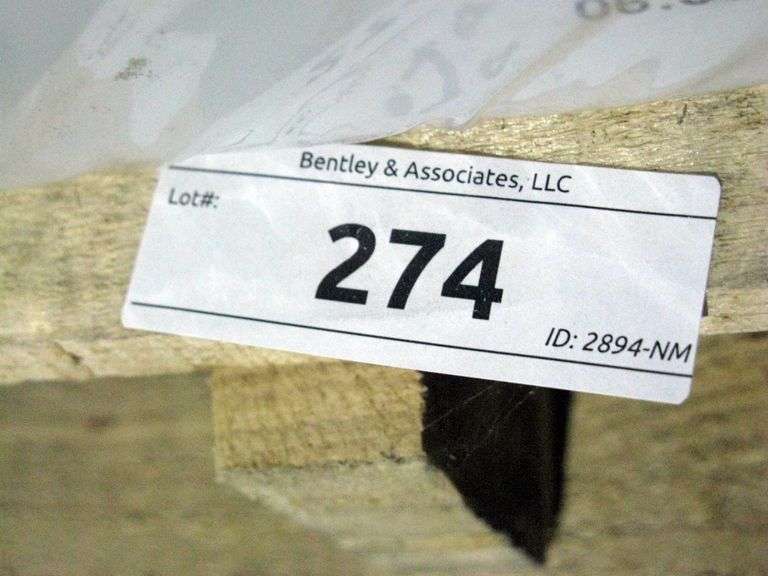 Bentley & Associates, LLC
Lot#:
274
ID: 2894-NM